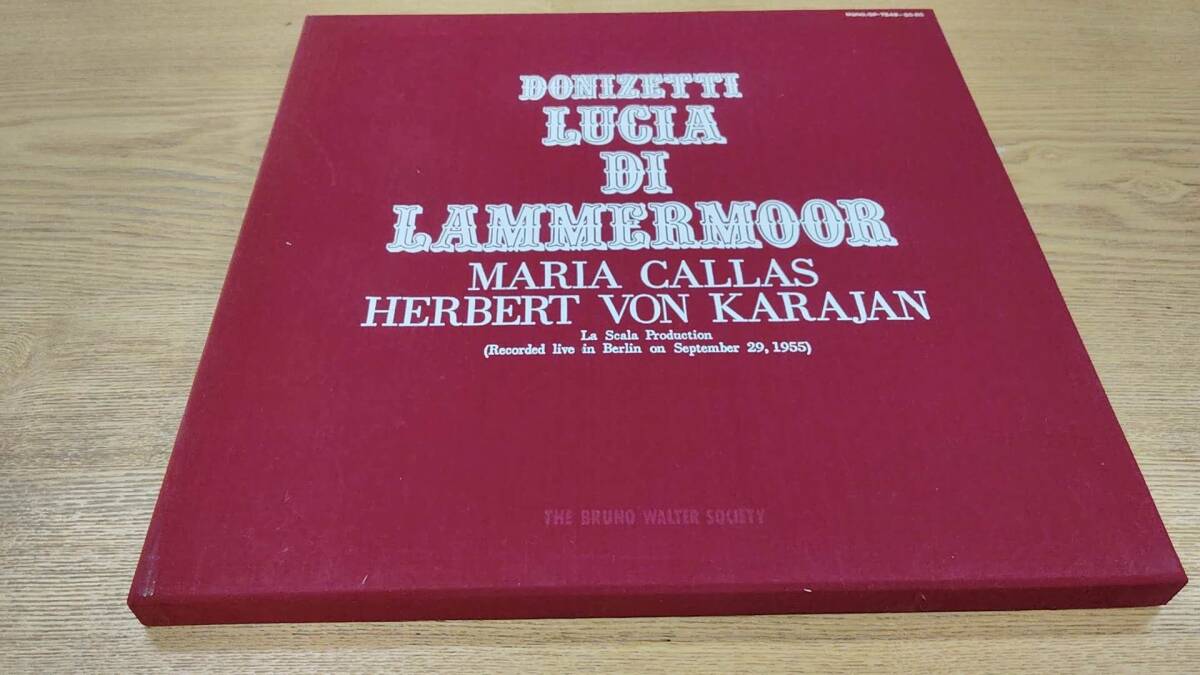 DONIZETTI
LUCIA
DI
LAMMERMOOR
MARIA CALLAS
HERBERT VON KARAJAN
La Scala Production
(Recorded live in Berlin on September 29, 1955)
THE BRUNO WALTER SOCIETY